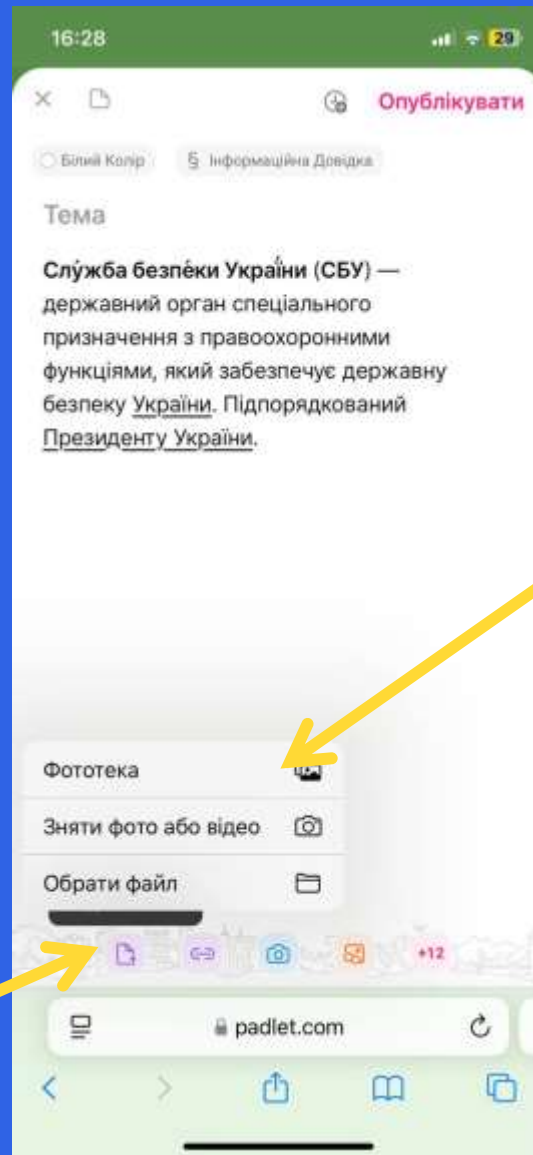 16:28
29
Опублікувати
Білий Колір
§ Інформаційна Довідка
Тема
Слу́жба безпе́ки Украї́ни (СБУ) —
державний орган спеціального
призначення з правоохоронними
функціями, який забезпечує державну
безпеку України. Підпорядкований
Президенту України.
Фототека
Зняти фото або відео
Обрати файл
+12
padlet.com